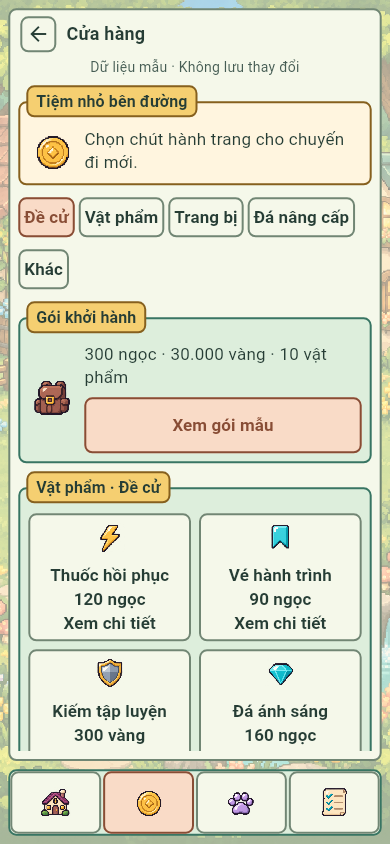 Cửa hàng
Dữ liệu mẫu · Không lưu thay đổi
Tiệm nhỏ bên đường
Chọn chút hành trang cho chuyến
đi mới.
Đề cử
Vật phẩm
Trang bị
Đá nâng cấp
Khác
Gói khởi hành
300 ngọc · 30.000 vàng · 10 vật
phẩm
Xem gói mẫu
Vật phẩm · Đề cử
Thuốc hồi phục
120 ngọc
Xem chi tiết
Vé hành trình
90 ngọc
Xem chi tiết
Kiếm tập luyện
300 vàng
Đá ánh sáng
160 ngọc